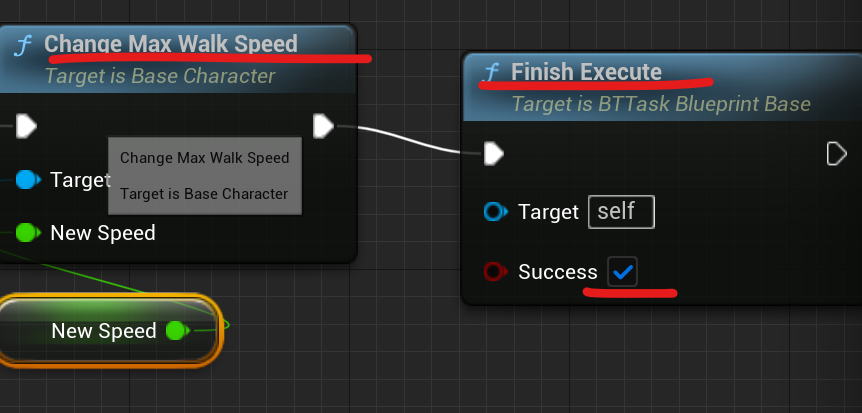 f Change Max Walk Speed
Target is Base Character
Target
New Speed
Change Max Walk Speed
Target is Base Character
New Speed
f Finish Execute
Target is BTTask Blueprint Base
Target self
Success